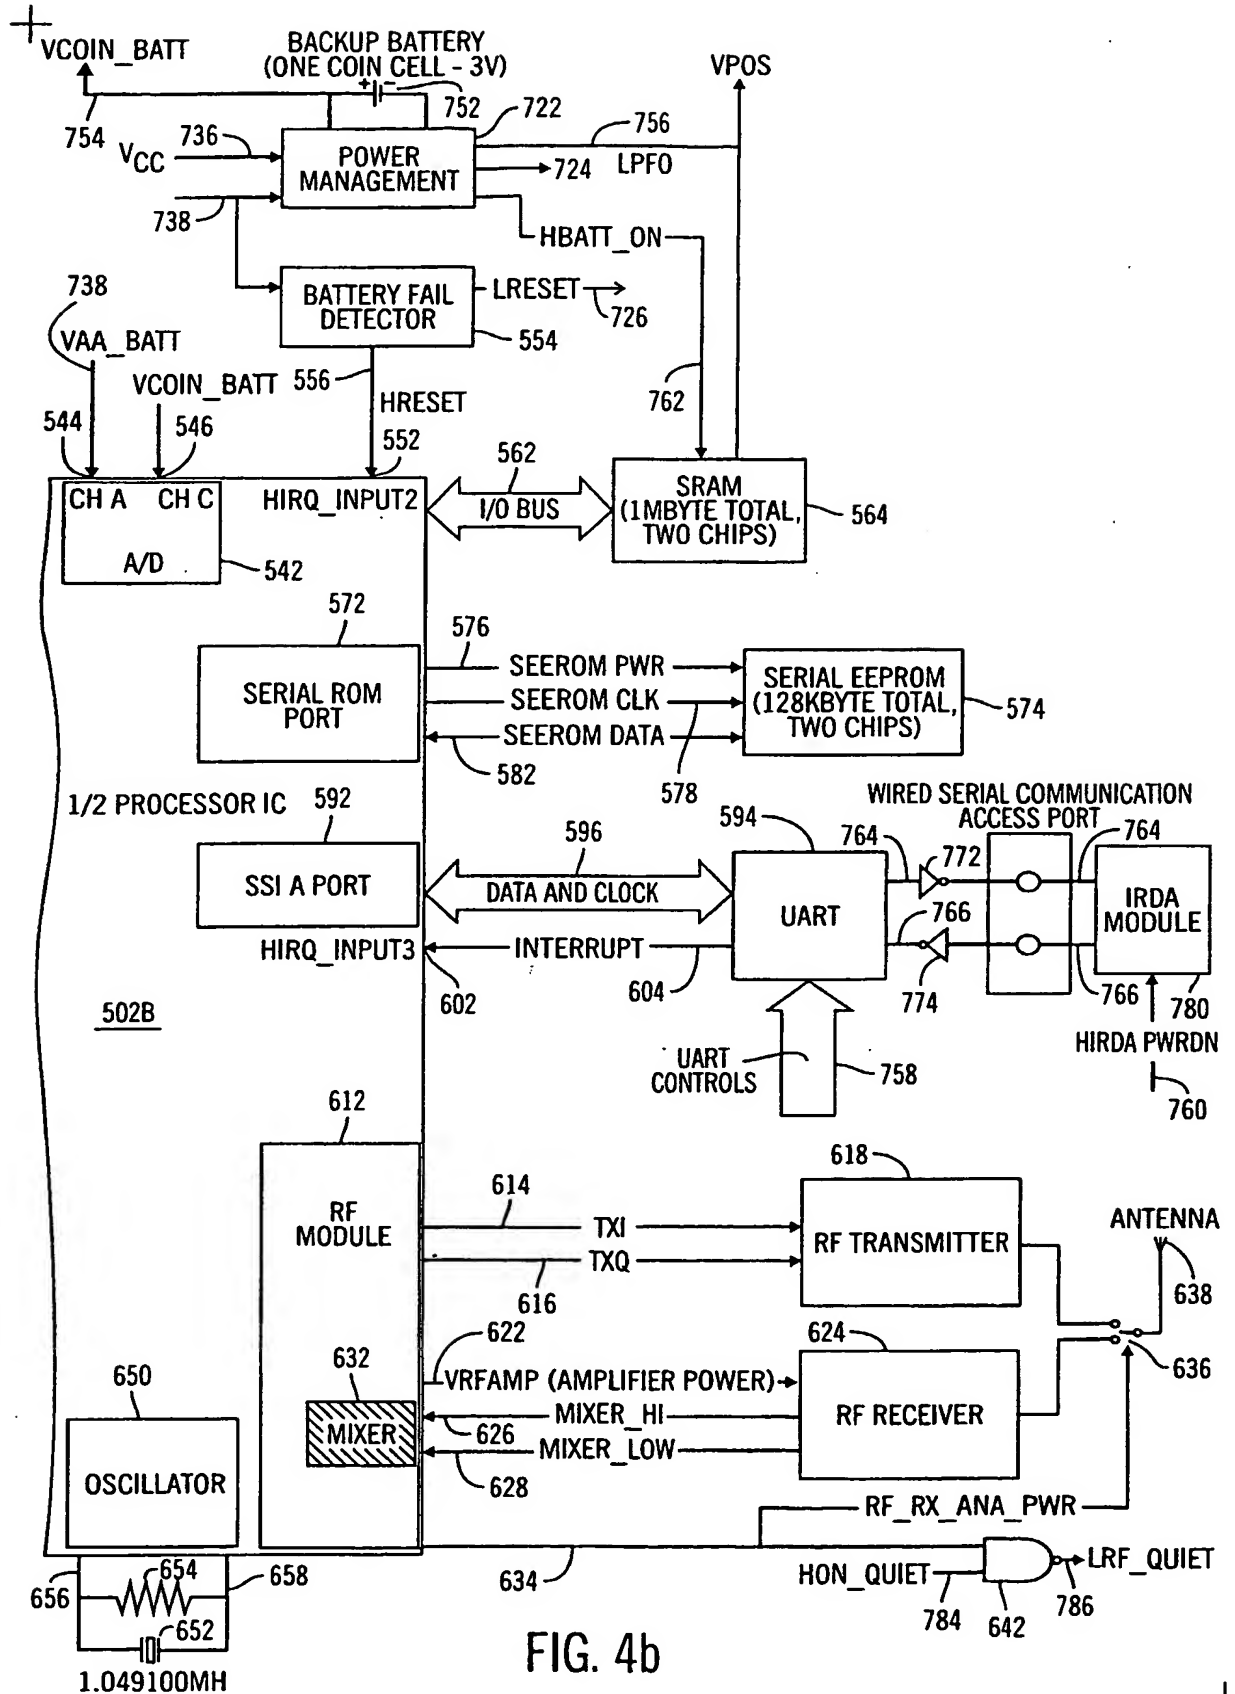 VCOIN_BATT
BACKUP BATTERY
(ONE COIN CELL - 3V)
+ -
752
754
VPOS
722
756
736
VCC
POWER
MANAGEMENT
724
LPFO
738
HBATT_ON
738
BATTERY FAIL
DETECTOR
LRESET
726
554
VAA_BATT
VCOIN_BATT
556
762
HRESET
544
546
552
562
CH A
CH C
HIRQ_INPUT2
I/O BUS
SRAM
(1MBYTE TOTAL,
TWO CHIPS)
564
A/D
542
572
576
SERIAL ROM
PORT
SEEROM PWR
SEEROM CLK
SEEROM DATA
SERIAL EEPROM
(128KBYTE TOTAL,
TWO CHIPS)
574
582
578
1/2 PROCESSOR IC
592
596
594
WIRED SERIAL COMMUNICATION
ACCESS PORT
764
772
764
SSI A PORT
DATA AND CLOCK
UART
IRDA
MODULE
766
HIRQ_INPUT3
INTERRUPT
602
604
774
766
780
502B
UART
CONTROLS
758
HIRDA PWRDN
760
612
618
RF
MODULE
614
TXI
TXQ
616
RF TRANSMITTER
ANTENNA
638
622
624
636
632
VRFAMP (AMPLIFIER POWER)
MIXER_HI
626
MIXER
MIXER_LOW
628
RF RECEIVER
650
OSCILLATOR
RF_RX_ANA_PWR
656
654
658
634
HON_QUIET
784
642
LRF_QUIET
786
652
1.049100MH
FIG. 4b